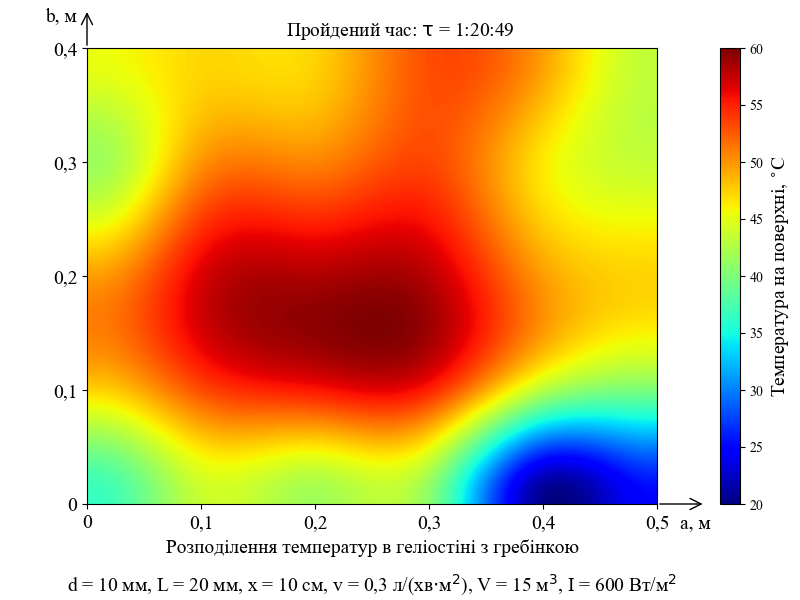 b, м
Пройдений час: τ = 1:20:49
0,4
0,3
0,2
0,1
0
0 0,1 0,2 0,3 0,4 0,5 a, м
60
55
50
45
40
35
30
25
20
Температура на поверхні, °C
Розподілення температур в геліостіні з гребінкою
d = 10 мм, L = 20 мм, x = 10 см, v = 0,3 л/(хв·м²), V = 15 м³, I = 600 Вт/м²